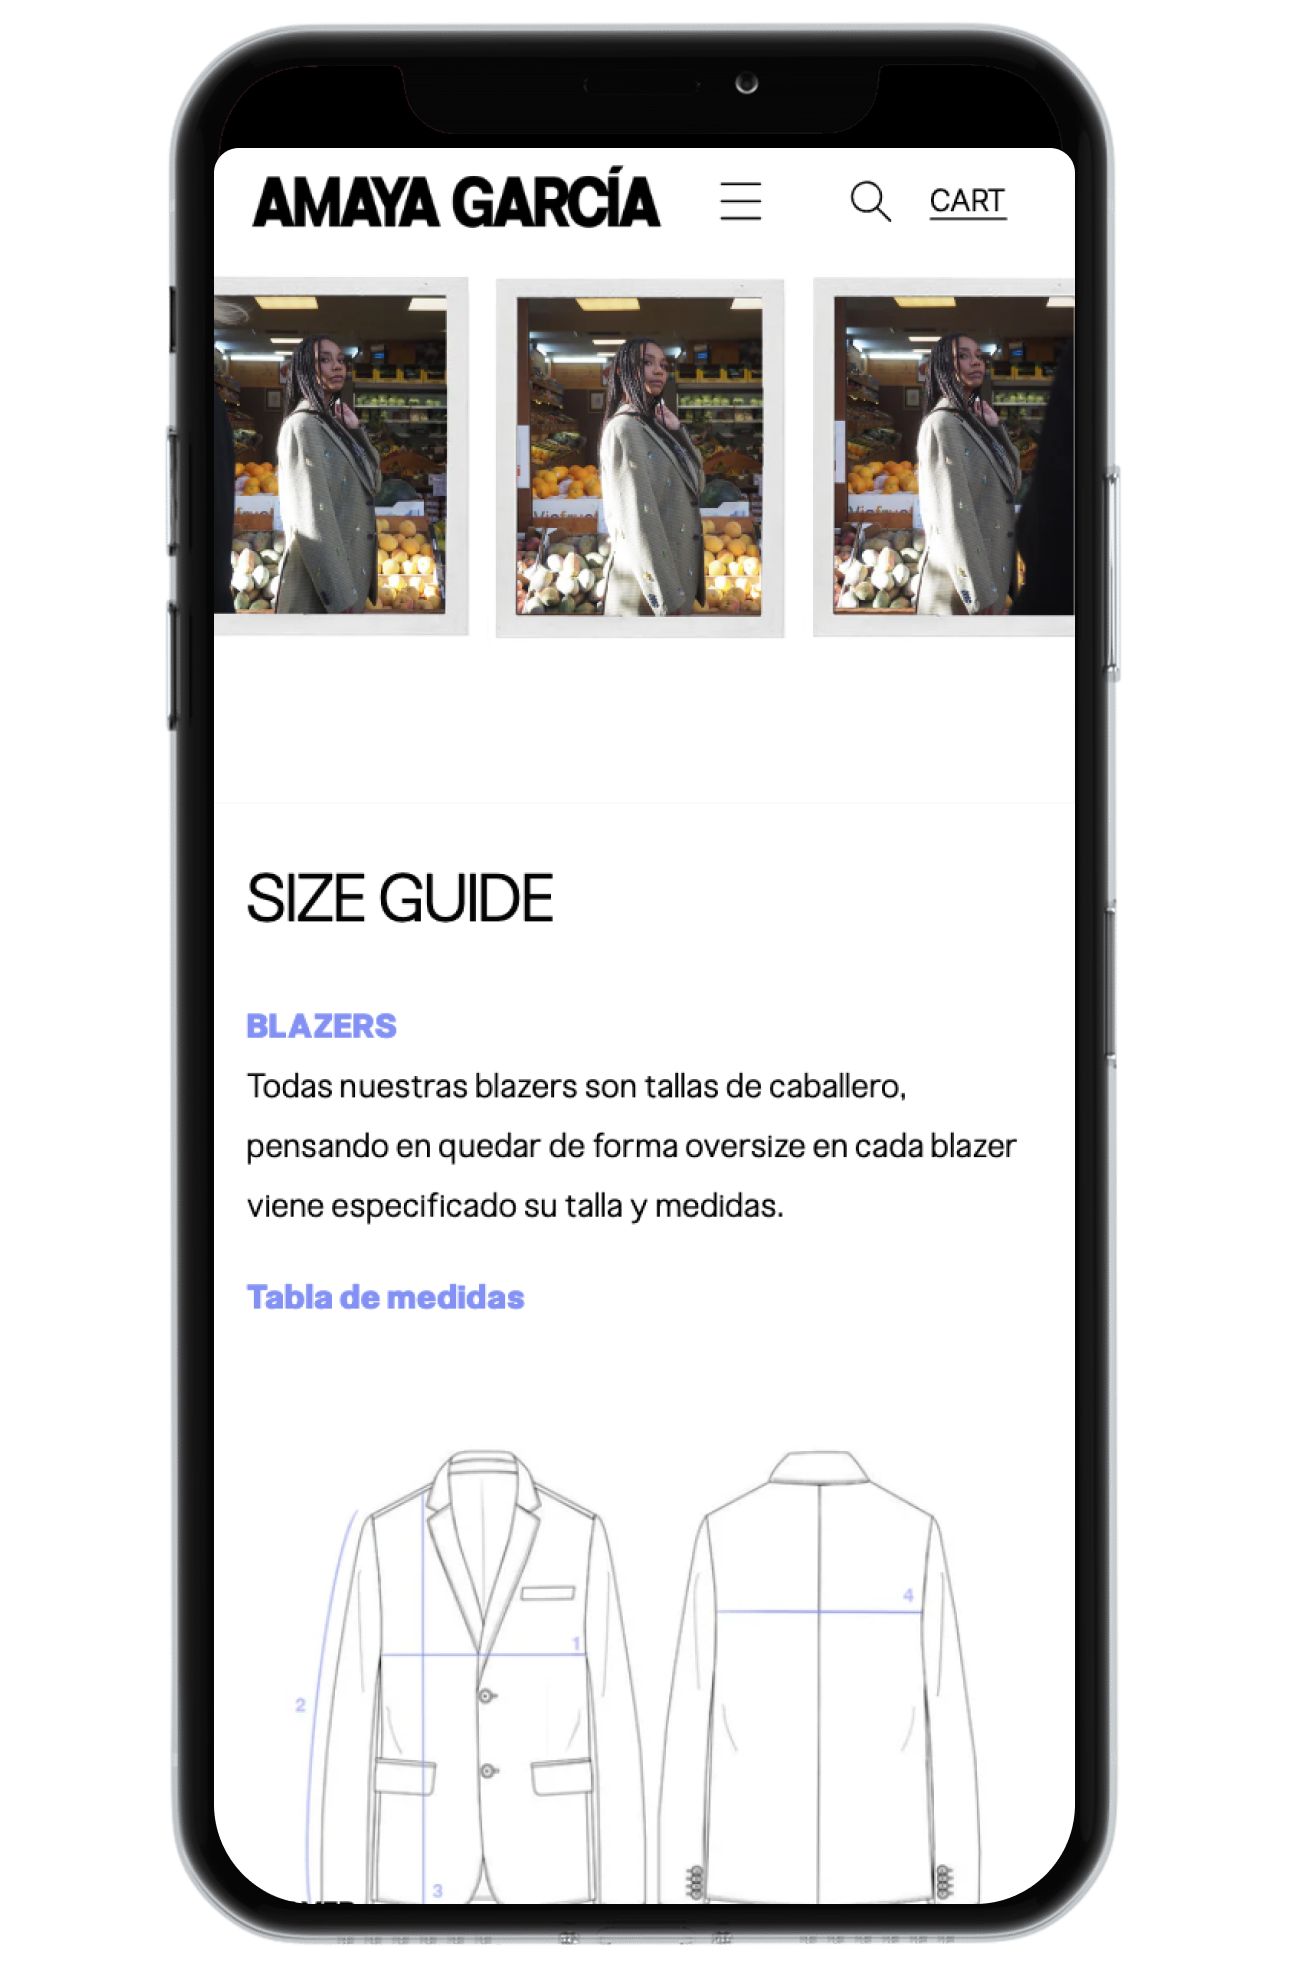 AMAYA GARCÍA
CART
SIZE GUIDE
BLAZERS
Todas nuestras blazers son tallas de caballero,
pensando en quedar de forma oversize en cada blazer
viene especificado su talla y medidas.
Tabla de medidas
4
1
2
3